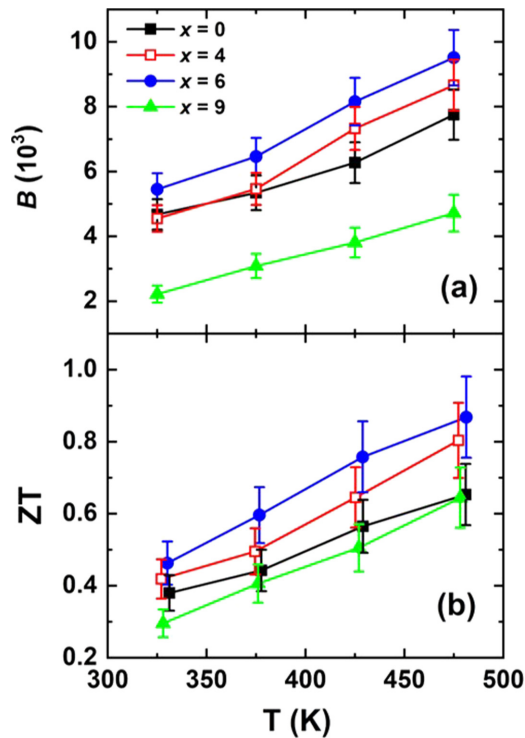 x = 0
x = 4
x = 6
x = 9
B (10³)
10
8
6
4
2
(a)
ZT
1.0
0.8
0.6
0.4
0.2
(b)
300 350 400 450 500
T (K)